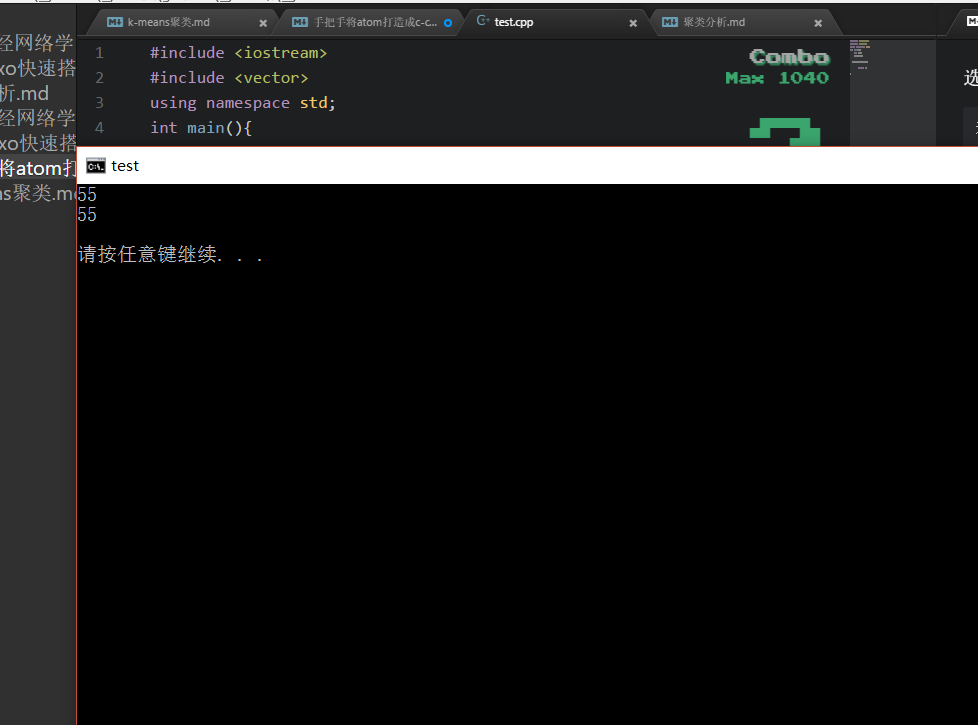 k-means聚类.md
手把手将atom打造成c-c...
test.cpp
聚类分析.md
经网络学
xo快速搭
析.md
经网络学
xo快速搭
将atom打
ns聚类.md
1 #include <iostream>
2 #include <vector>
3 using namespace std;
4 int main(){
Combo
Max 1040
选
test
55
55
请按任意键继续. . .